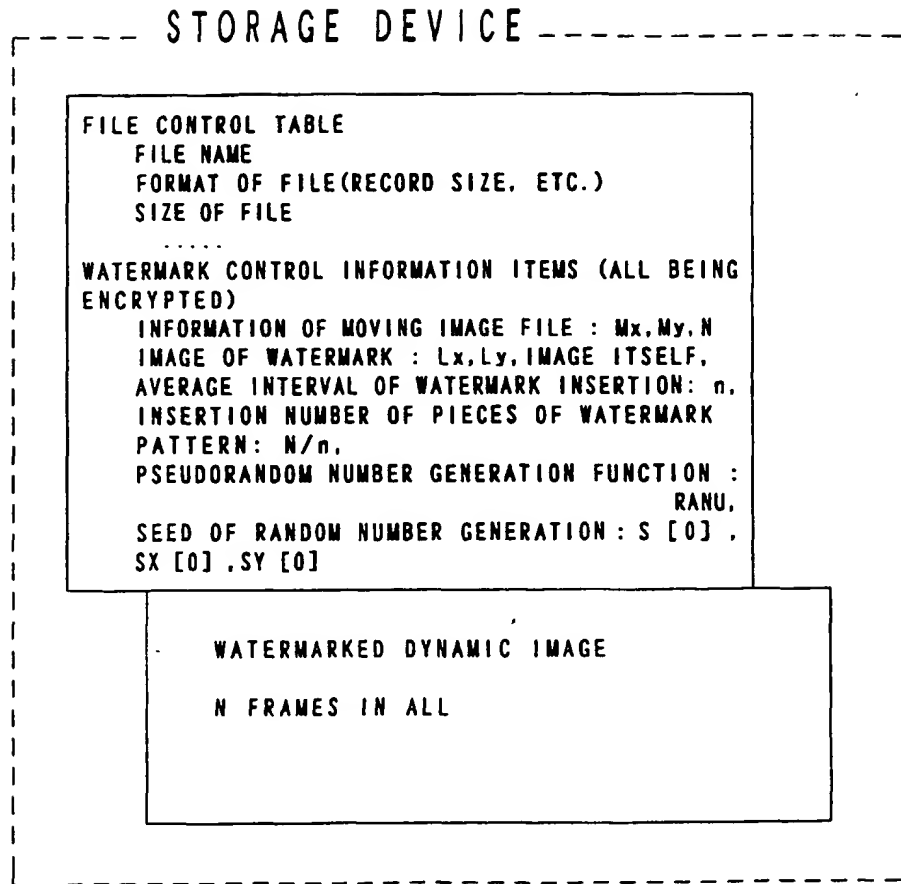 STORAGE DEVICE
FILE CONTROL TABLE
FILE NAME
FORMAT OF FILE(RECORD SIZE, ETC.)
SIZE OF FILE
.....
WATERMARK CONTROL INFORMATION ITEMS (ALL BEING
ENCRYPTED)
INFORMATION OF MOVING IMAGE FILE : Mx,My,N
IMAGE OF WATERMARK : Lx,Ly,IMAGE ITSELF,
AVERAGE INTERVAL OF WATERMARK INSERTION: n,
INSERTION NUMBER OF PIECES OF WATERMARK
PATTERN: N/n,
PSEUDORANDOM NUMBER GENERATION FUNCTION :
RANU,
SEED OF RANDOM NUMBER GENERATION : S [0] ,
SX [0] ,SY [0]
WATERMARKED DYNAMIC IMAGE
N FRAMES IN ALL